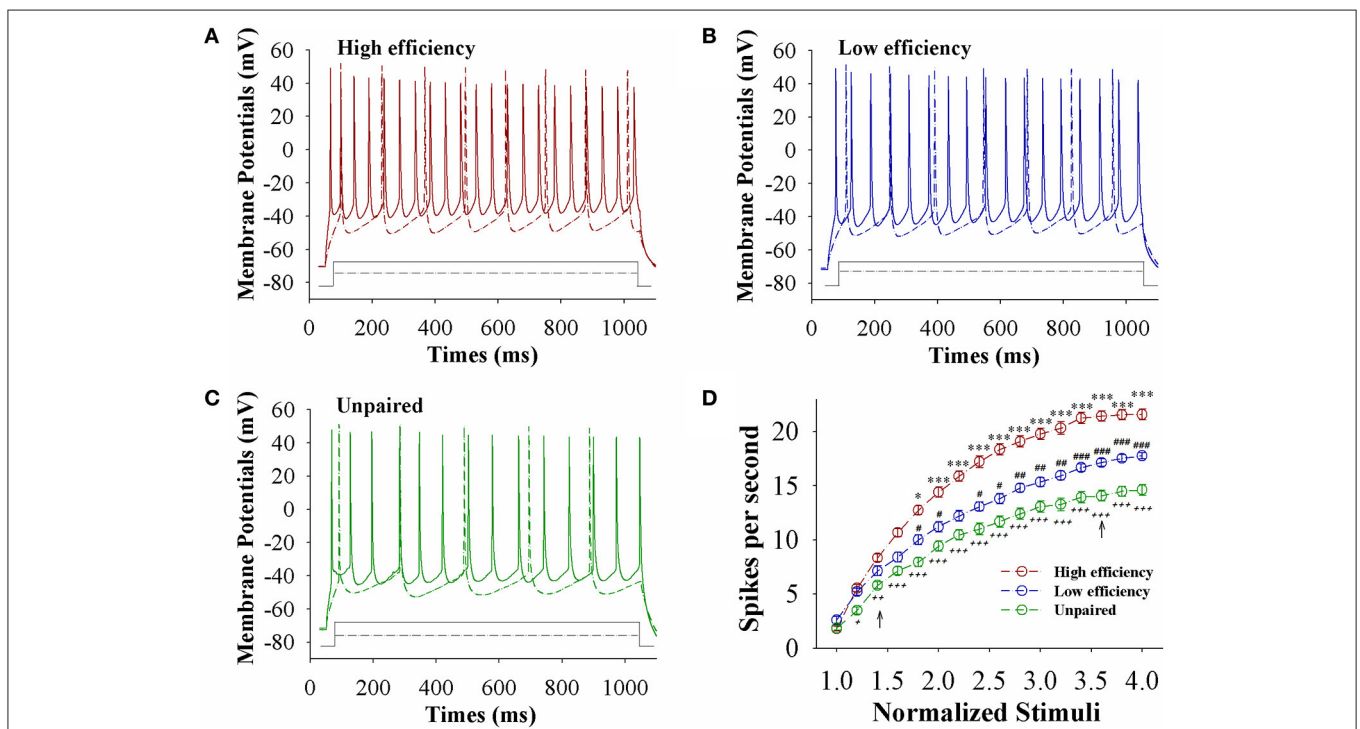 A
High efficiency
Membrane Potentials (mV)
60
40
20
0
-20
-40
-60
-80
0
200
400
600
800
1000
Times (ms)
B
Low efficiency
Membrane Potentials (mV)
60
40
20
0
-20
-40
-60
-80
0
200
400
600
800
1000
Times (ms)
C
Unpaired
Membrane Potentials (mV)
60
40
20
0
-20
-40
-60
-80
0
200
400
600
800
1000
Times (ms)
D
Spikes per second
20
15
10
5
0
* *** *** *** *** *** *** *** *** *** *** ***
# # # # ## ## ## ### ### ### ###
+ ++ +++ +++ +++ +++ +++ +++ +++ +++ +++ +++ +++ +++ +++
High efficiency
Low efficiency
Unpaired
1.0
1.5
2.0
2.5
3.0
3.5
4.0
Normalized Stimuli